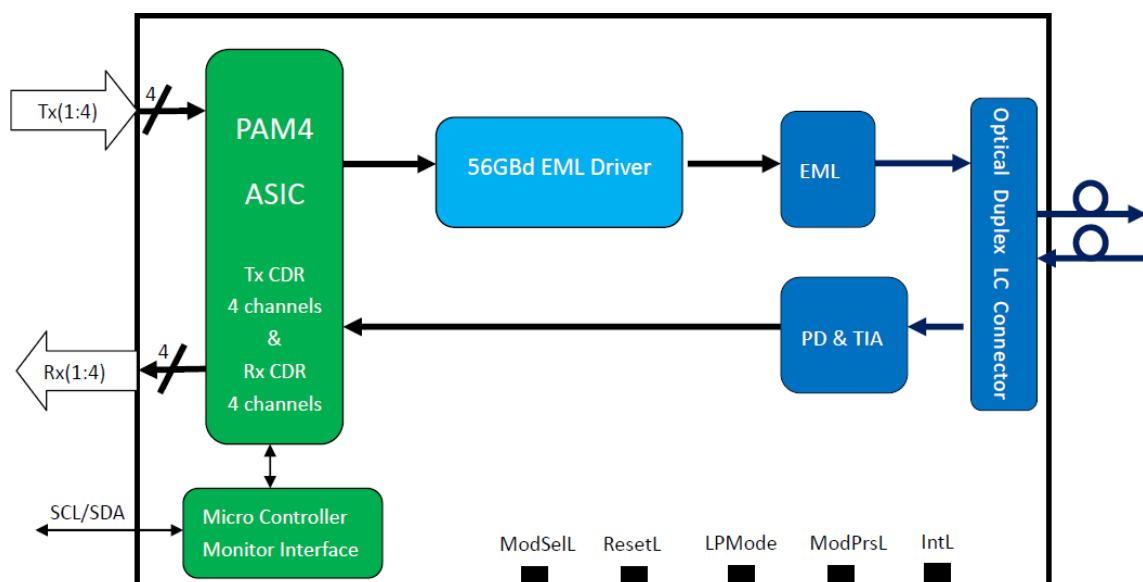 Tx(1:4)
4
PAM4
ASIC
Tx CDR
4 channels
&
Rx CDR
4 channels
56GBd EML Driver
EML
Optical Duplex LC Connector
PD & TIA
4
Rx(1:4)
SCL/SDA
Micro Controller
Monitor Interface
ModSelL
ResetL
LPMode
ModPrsL
IntL